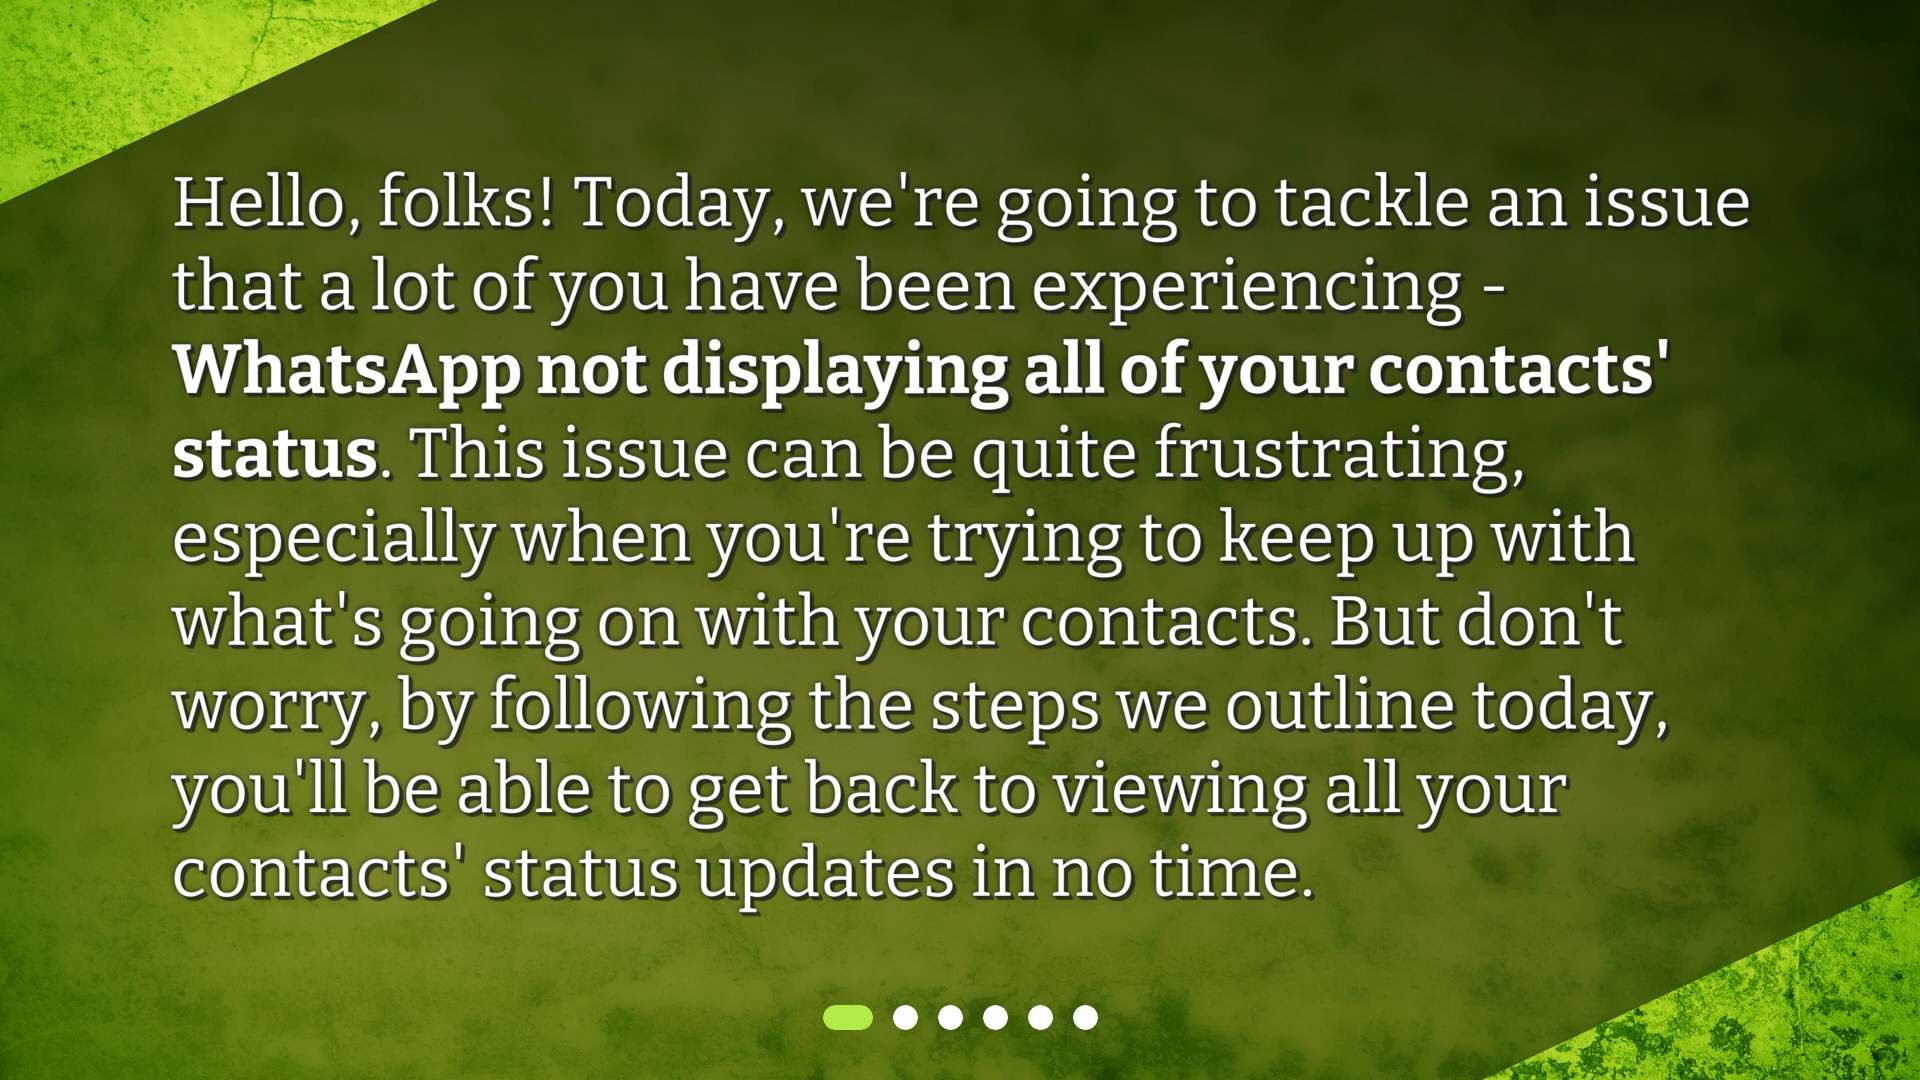 Hello, folks! Today, we're going to tackle an issue
that a lot of you have been experiencing -
WhatsApp not displaying all of your contacts'
status. This issue can be quite frustrating,
especially when you're trying to keep up with
what's going on with your contacts. But don't
worry, by following the steps we outline today,
you'll be able to get back to viewing all your
contacts' status updates in no time.